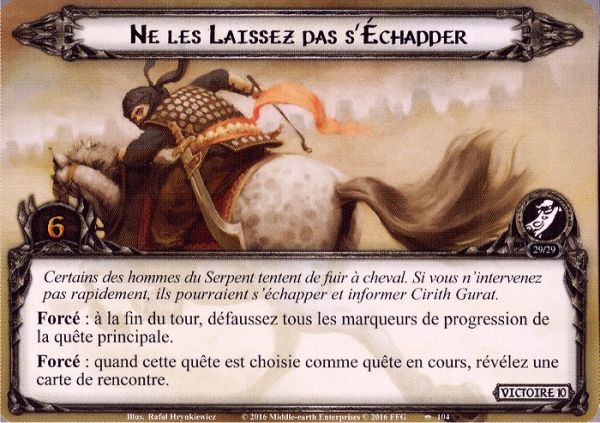 Ne les Laissez pas s'Échapper
6
29/29
Certains des hommes du Serpent tentent de fuir à cheval. Si vous n'intervenez
pas rapidement, ils pourraient s'échapper et informer Cirith Gurat.
Forcé : à la fin du tour, défaussez tous les marqueurs de progression de
la quête principale.
Forcé : quand cette quête est choisie comme quête en cours, révélez une
carte de rencontre.
VICTOIRE 10
Illus. Rafał Hrynkiewicz © 2016 Middle-earth Enterprises © 2016 FFG 104